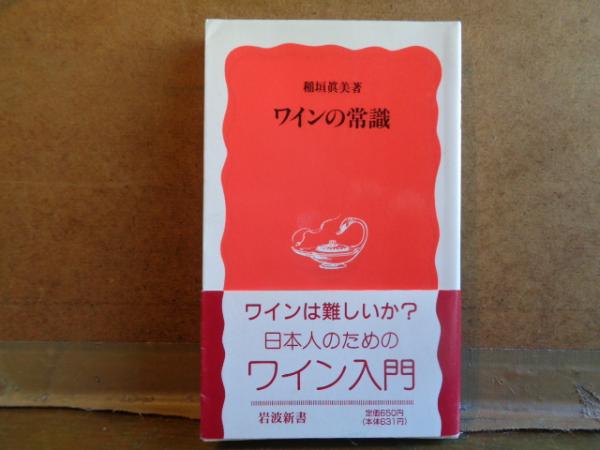 稲垣眞美著
ワインの常識
ワインは難しいか?
日本人のための
ワイン入門
岩波新書
定価650円
(本体631円)